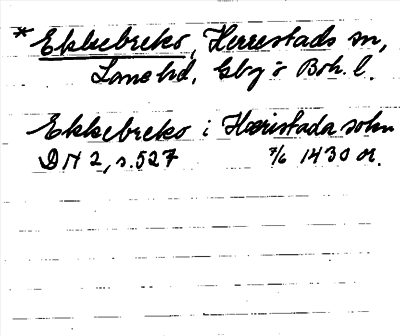 * Ekkebreko, Herrestads sn,
Lane hd, Gbg o Boh. l.
Ekkebreko i Hæristada sokn
DN 2, s. 527 7/6 1430 or.